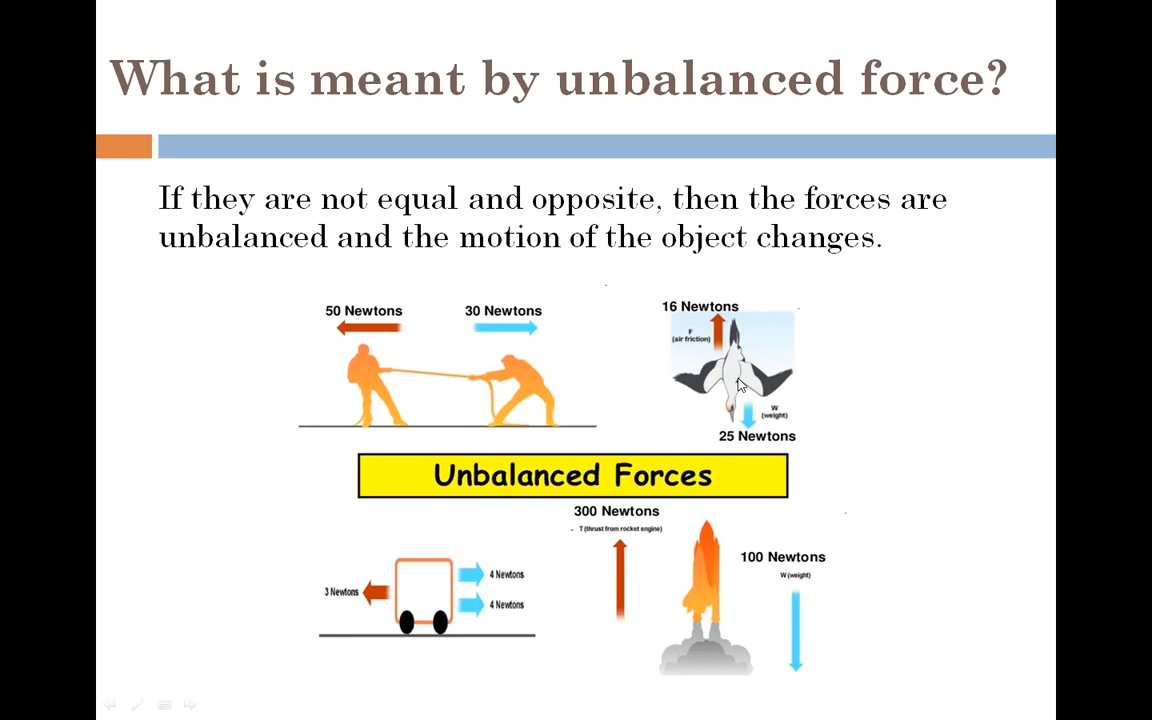 What is meant by unbalanced force?
If they are not equal and opposite, then the forces are
unbalanced and the motion of the object changes.
50 Newtons
30 Newtons
16 Newtons
F
(air friction)
W
(weight)
25 Newtons
Unbalanced Forces
3 Newtons
4 Newtons
4 Newtons
300 Newtons
T (thrust from rocket engine)
100 Newtons
W (weight)